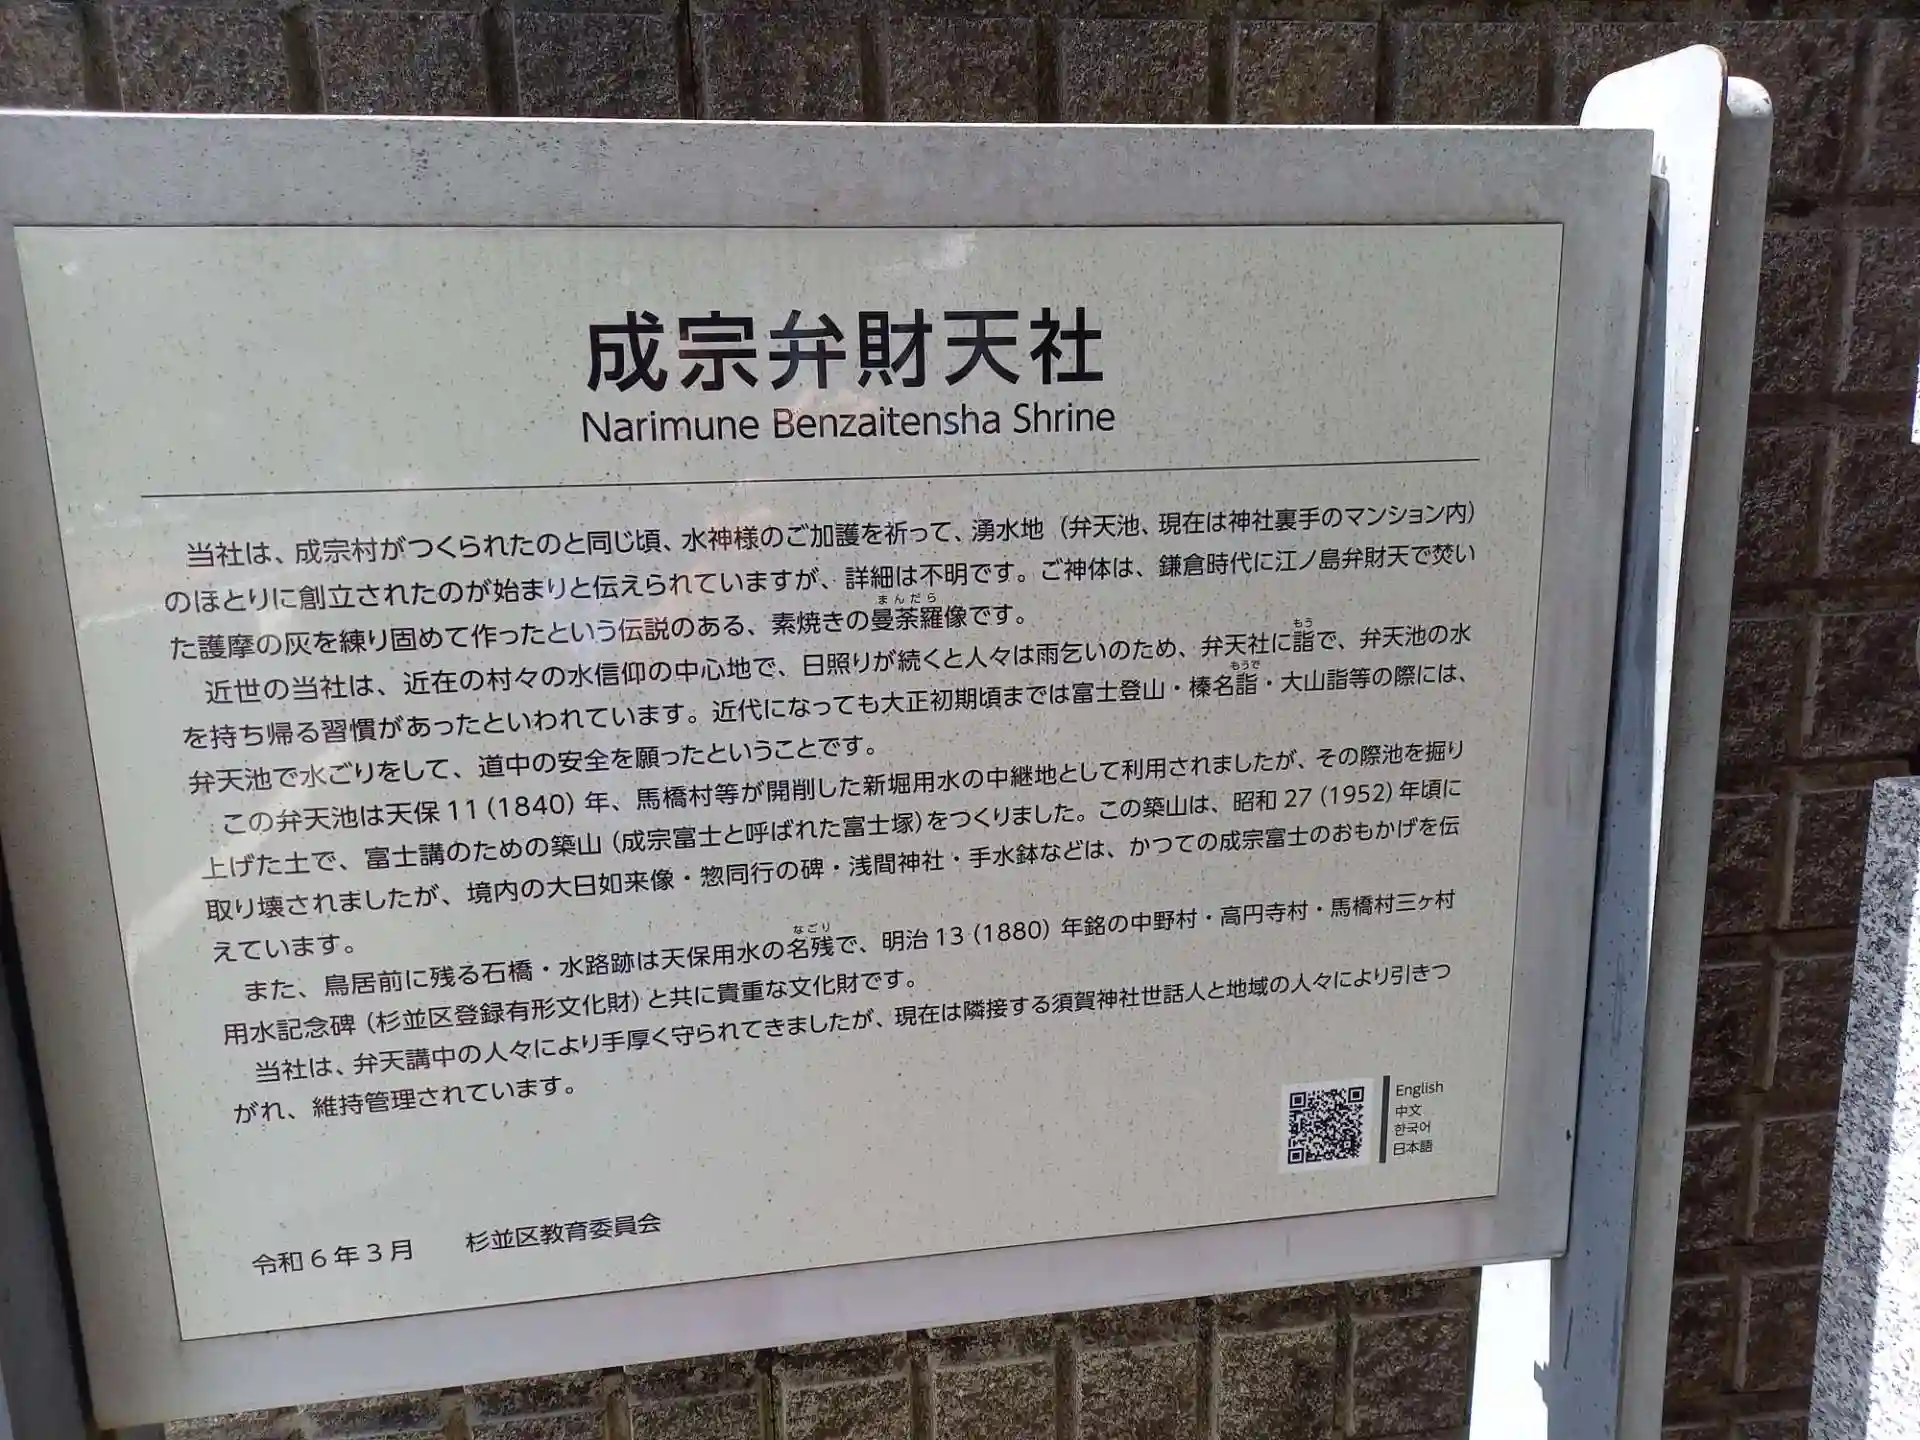 成宗弁財天社
Narimune Benzaitensha Shrine
当社は、成宗村がつくられたのと同じ頃、水神様のご加護を祈って、湧水地（弁天池、現在は神社裏手のマンション内）
のほとりに創立されたのが始まりと伝えられていますが、詳細は不明です。ご神体は、鎌倉時代に江ノ島弁財天で焚い
まんだら
た護摩の灰を練り固めて作ったという伝説のある、素焼きの曼荼羅像です。
もう
近世の当社は、近在の村々の水信仰の中心地で、日照りが続くと人々は雨乞いのため、弁天社に詣で、弁天池の水
もうで
を持ち帰る習慣があったといわれています。近代になっても大正初期頃までは富士登山・榛名詣・大山詣等の際には、
弁天池で水ごりをして、道中の安全を願ったということです。
この弁天池は天保11（1840）年、馬橋村等が開削した新堀用水の中継地として利用されましたが、その際池を掘り
上げた土で、富士講のための築山（成宗富士と呼ばれた富士塚）をつくりました。この築山は、昭和27（1952）年頃に
取り壊されましたが、境内の大日如来像・惣同行の碑・浅間神社・手水鉢などは、かつての成宗富士のおもかげを伝
えています。
なごり
また、鳥居前に残る石橋・水路跡は天保用水の名残で、明治13（1880）年銘の中野村・高円寺村・馬橋村三ヶ村
用水記念碑（杉並区登録有形文化財）と共に貴重な文化財です。
当社は、弁天講中の人々により手厚く守られてきましたが、現在は隣接する須賀神社世話人と地域の人々により引きつ
がれ、維持管理されています。
English
中文
한국어
日本語
令和6年3月 杉並区教育委員会